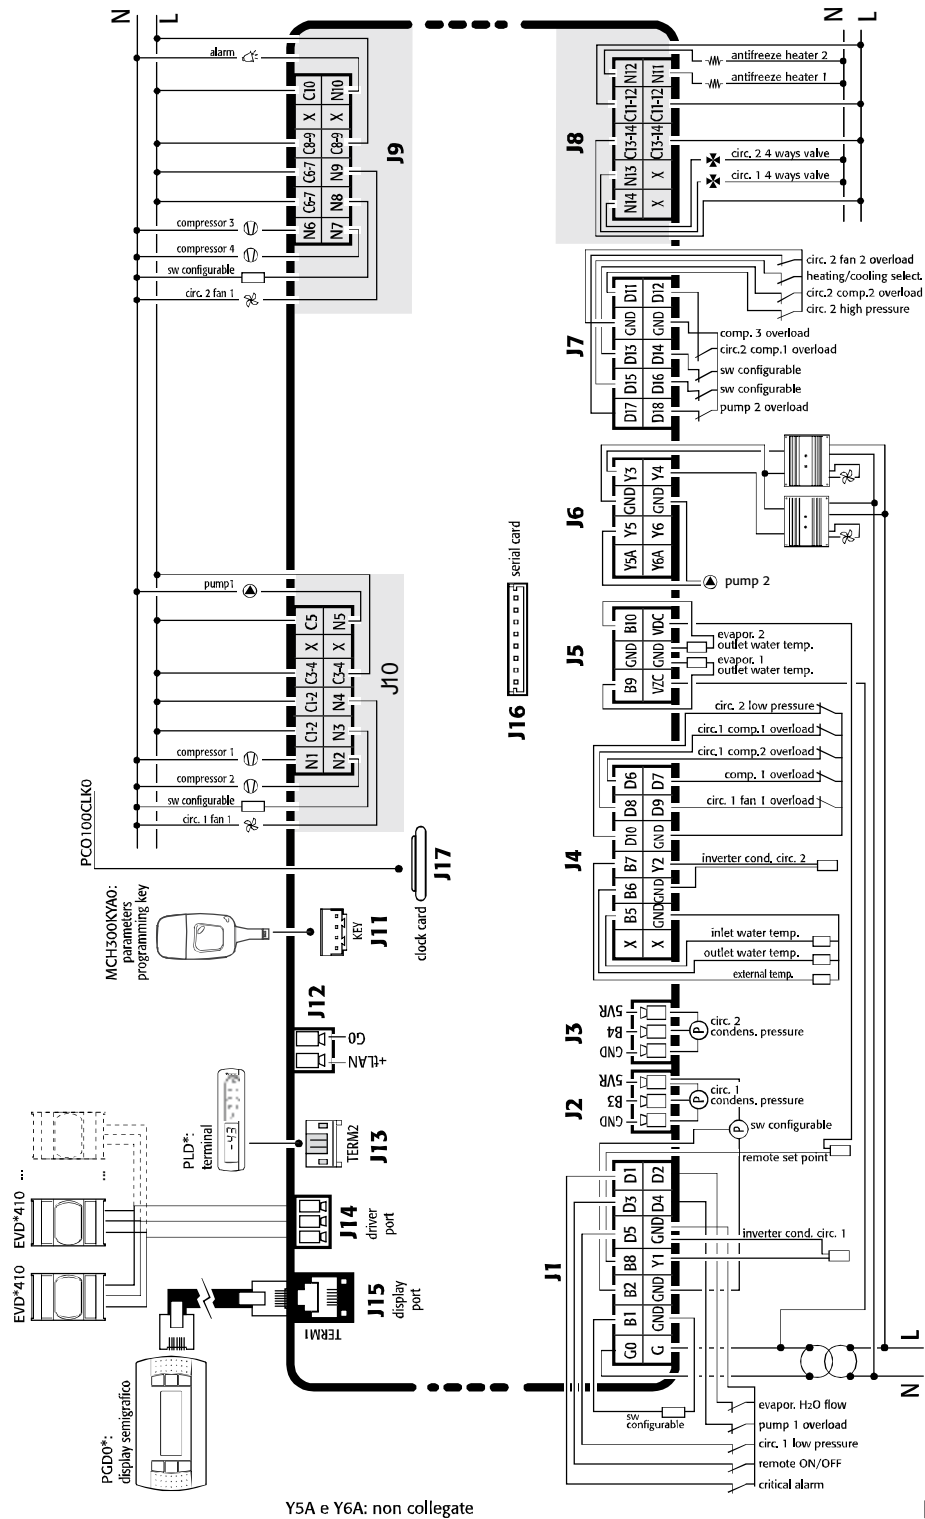 N
L
alarm
C10
N10
X
X
C8-9
C8-9
C6-7
N9
C6-7
N8
N6
N7
J9
compressor 3
compressor 4
sw configurable
circ. 2 fan 1
N
L
N12
N11
C11-12
C11-12
C13-14
C13-14
N13
X
N14
X
J8
antifreeze heater 2
antifreeze heater 1
circ. 2 4 ways valve
circ. 1 4 ways valve
J7
D11
D12
GND
GND
D13
D14
D15
D16
D17
D18
circ. 2 fan 2 overload
heating/cooling select.
circ.2 comp.2 overload
circ. 2 high pressure
comp. 3 overload
circ.2 comp.1 overload
sw configurable
sw configurable
pump 2 overload
J6
Y3
Y4
GND
GND
Y5
Y6
Y5A
Y6A
pump 2
pump1
C5
N5
X
X
C3-4
C3-4
C1-2
N4
C1-2
N3
N1
N2
J10
compressor 1
compressor 2
sw configurable
circ. 1 fan 1
J16
serial card
J5
B10
VDC
GND
GND
B9
VZC
evapor. 2
outlet water temp.
evapor. 1
outlet water temp.
PCO100CLK0
J17
clock card
J4
D6
D7
D8
D9
D10
GND
B7
Y2
B6
GND
B5
GND
X
X
circ. 2 low pressure
circ.1 comp.1 overload
circ.1 comp.2 overload
comp. 1 overload
circ. 1 fan 1 overload
inverter cond. circ. 2
inlet water temp.
outlet water temp.
external temp.
MCH300KYA0:
parameters
programming key
KEY
J11
J12
G0
+tLAN
J3
5VR
B4
GND
P
circ. 2
condens. pressure
J2
5VR
B3
GND
P
circ. 1
condens. pressure
P
sw configurable
remote set point
PLD*:
terminal
-43
TERM2
J13
...
...
EVD*410
EVD*410
J14
driver
port
J15
display
port
TERM1
PGD0*:
display semigrafico
J1
D1
D2
D3
D4
D5
GND
B8
Y1
B2
GND
B1
GND
G0
G
inverter cond. circ. 1
sw
configurable
L
N
evapor. H2O flow
pump 1 overload
circ. 1 low pressure
remote ON/OFF
critical alarm
Y5A e Y6A: non collegate